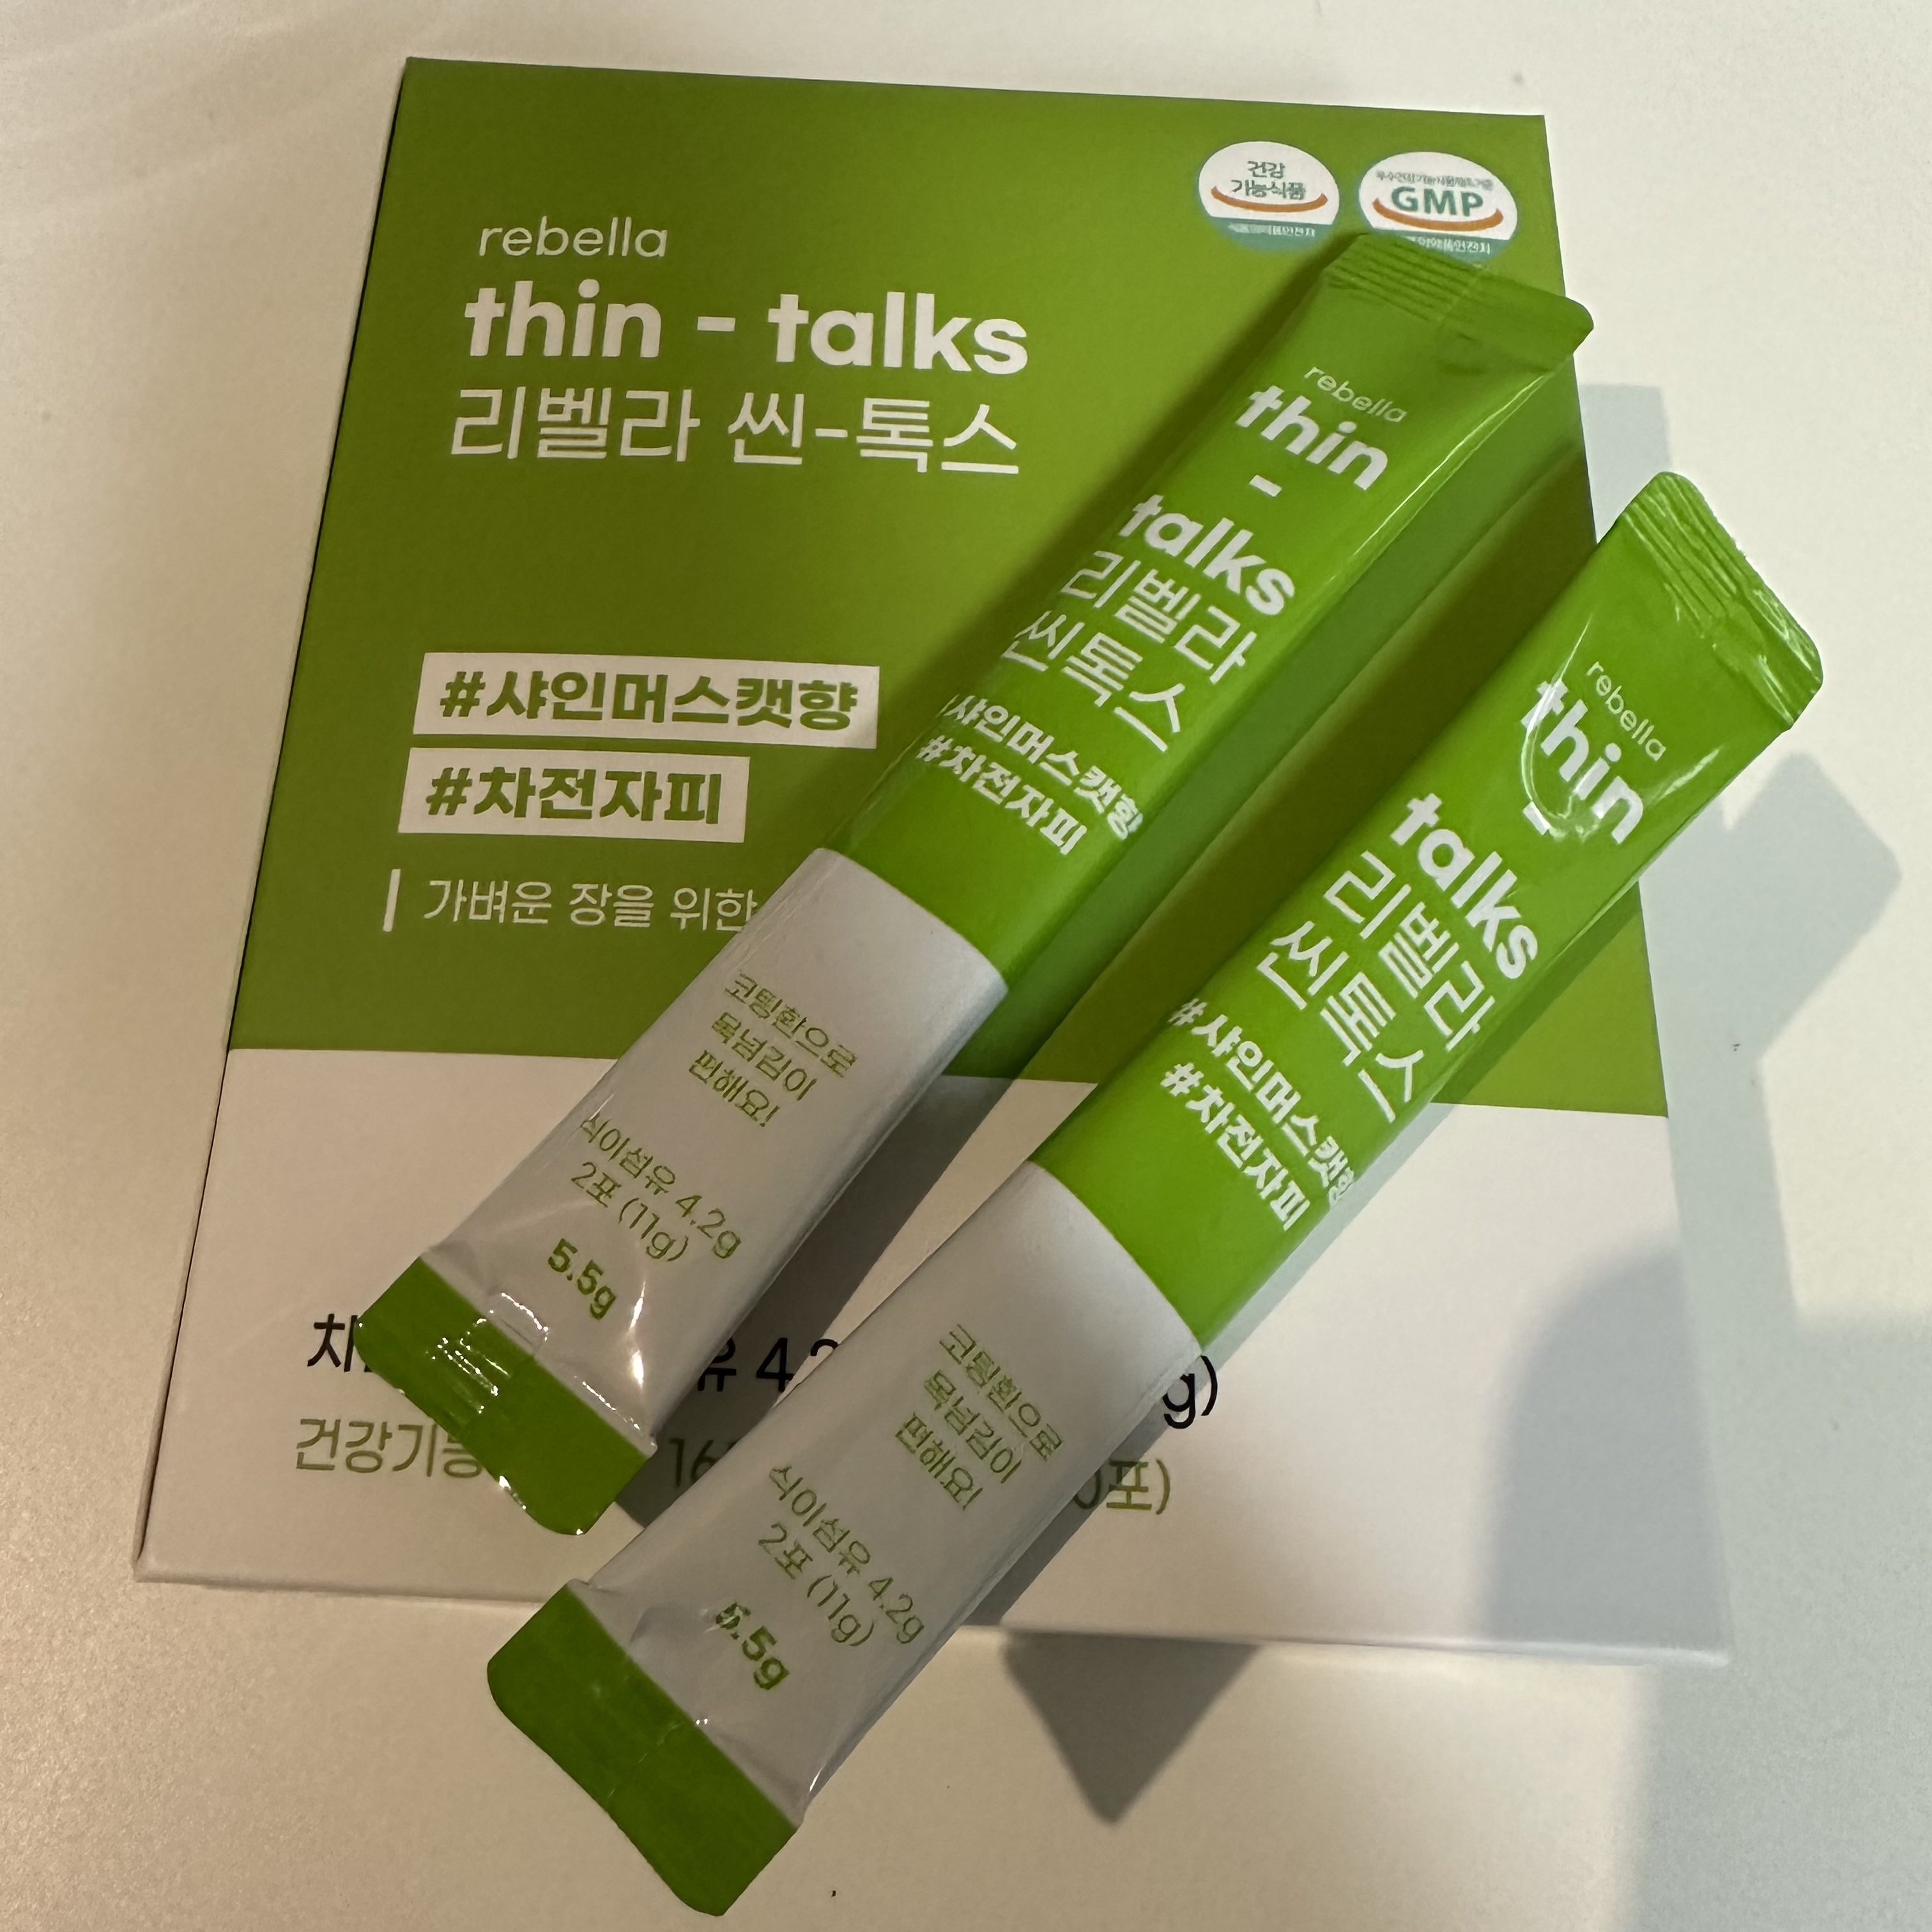 건강
기능식품
GMP
rebella
thin - talks
리벨라 씬-톡스
#샤인머스캣향
#차전자피
가벼운 장을 위한
유 4.2
g)
건강기능
포)
rebella
thin
-
talks
리벨라
씬톡스
#샤인머스캣향
#차전자피
코팅환으로
목넘김이
편해요!
식이섬유 4.2g
2포 (11g)
5.5g
rebella
thin
-
talks
리벨라
씬톡스
#샤인머스캣향
#차전자피
코팅환으로
목넘김이
편해요!
식이섬유 4.2g
2포 (11g)
5.5g